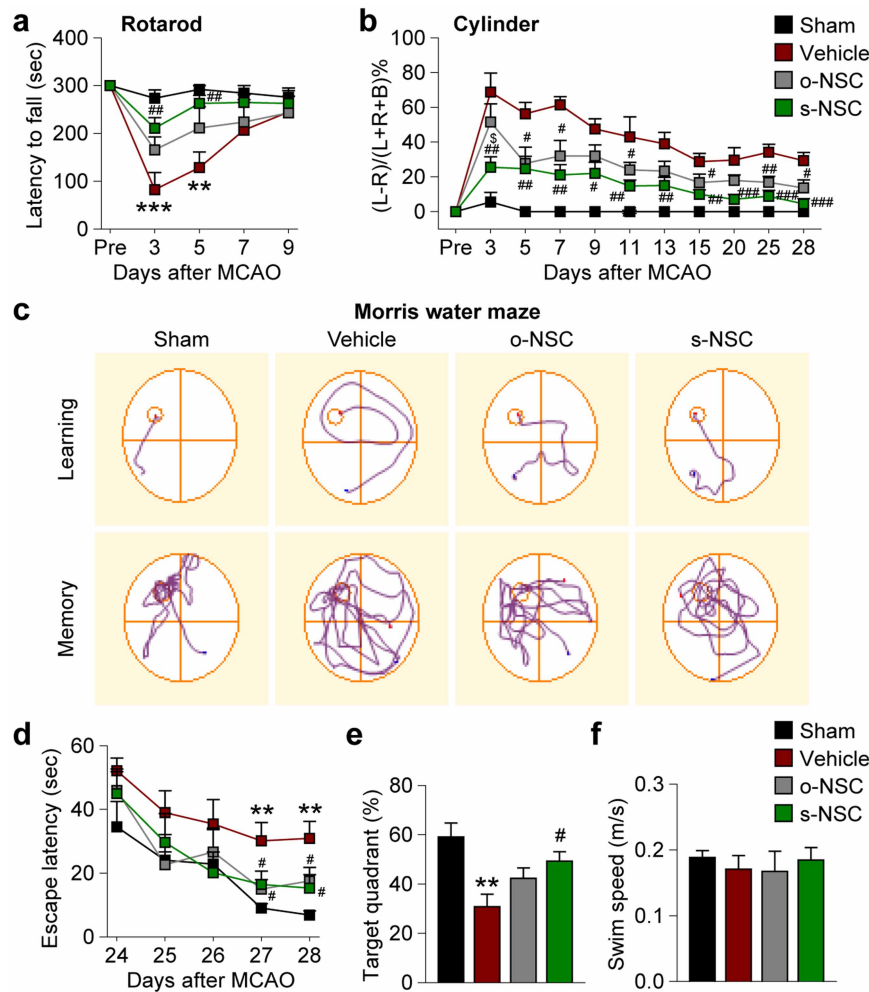 a Rotarod
Latency to fall (sec)
400
300
200
100
0
##
##
***
**
Pre 3 5 7 9
Days after MCAO
b Cylinder
Sham
Vehicle
o-NSC
s-NSC
(L-R)/(L+R+B)%
100
80
60
40
20
0
$
##
#
#
#
#
##
#
##
##
#
##
##
##
###
###
###
Pre 3 5 7 9 11 13 15 20 25 28
Days after MCAO
c Morris water maze
Sham Vehicle o-NSC s-NSC
Learning
Memory
d
Escape latency (sec)
60
40
20
0
**
**
#
#
#
#
24 25 26 27 28
Days after MCAO
e
Target quadrant (%)
80
60
40
20
0
**
#
f
Sham
Vehicle
o-NSC
s-NSC
Swim speed (m/s)
0.3
0.2
0.1
0.0